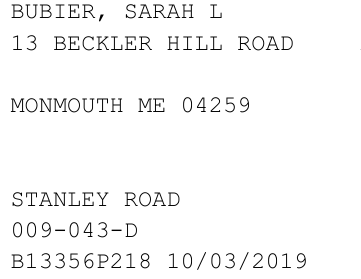 BUBIER, SARAH L
13 BECKLER HILL ROAD
MONMOUTH ME 04259
STANLEY ROAD
009-043-D
B13356P218 10/03/2019